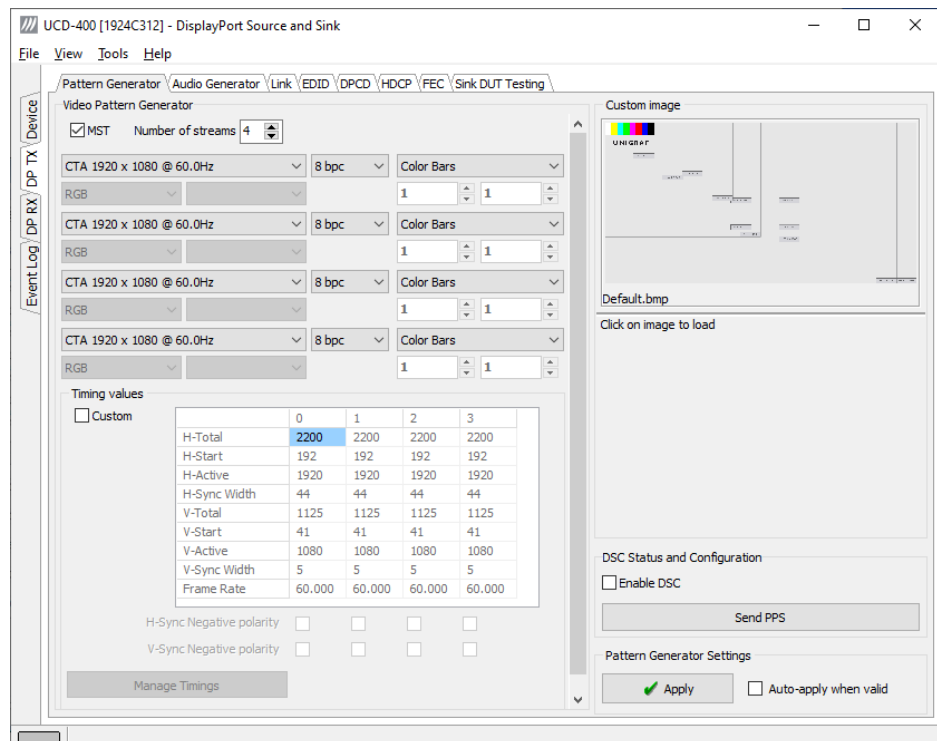 UCD-400 [1924C312] - DisplayPort Source and Sink
File View Tools Help
Pattern Generator Audio Generator Link EDID DPCD HDCP FEC Sink DUT Testing
Device
DP TX
DP RX
Event Log
Video Pattern Generator
MST Number of streams 4
CTA 1920 x 1080 @ 60.0Hz 8 bpc Color Bars
RGB 1 1
CTA 1920 x 1080 @ 60.0Hz 8 bpc Color Bars
RGB 1 1
CTA 1920 x 1080 @ 60.0Hz 8 bpc Color Bars
RGB 1 1
CTA 1920 x 1080 @ 60.0Hz 8 bpc Color Bars
RGB 1 1
Timing values
Custom
0 1 2 3
H-Total 2200 2200 2200 2200
H-Start 192 192 192 192
H-Active 1920 1920 1920 1920
H-Sync Width 44 44 44 44
V-Total 1125 1125 1125 1125
V-Start 41 41 41 41
V-Active 1080 1080 1080 1080
V-Sync Width 5 5 5 5
Frame Rate 60.000 60.000 60.000 60.000
H-Sync Negative polarity
V-Sync Negative polarity
Manage Timings
Custom image
UNIGRAF
Default.bmp
Click on image to load
DSC Status and Configuration
Enable DSC
Send PPS
Pattern Generator Settings
Apply Auto-apply when valid